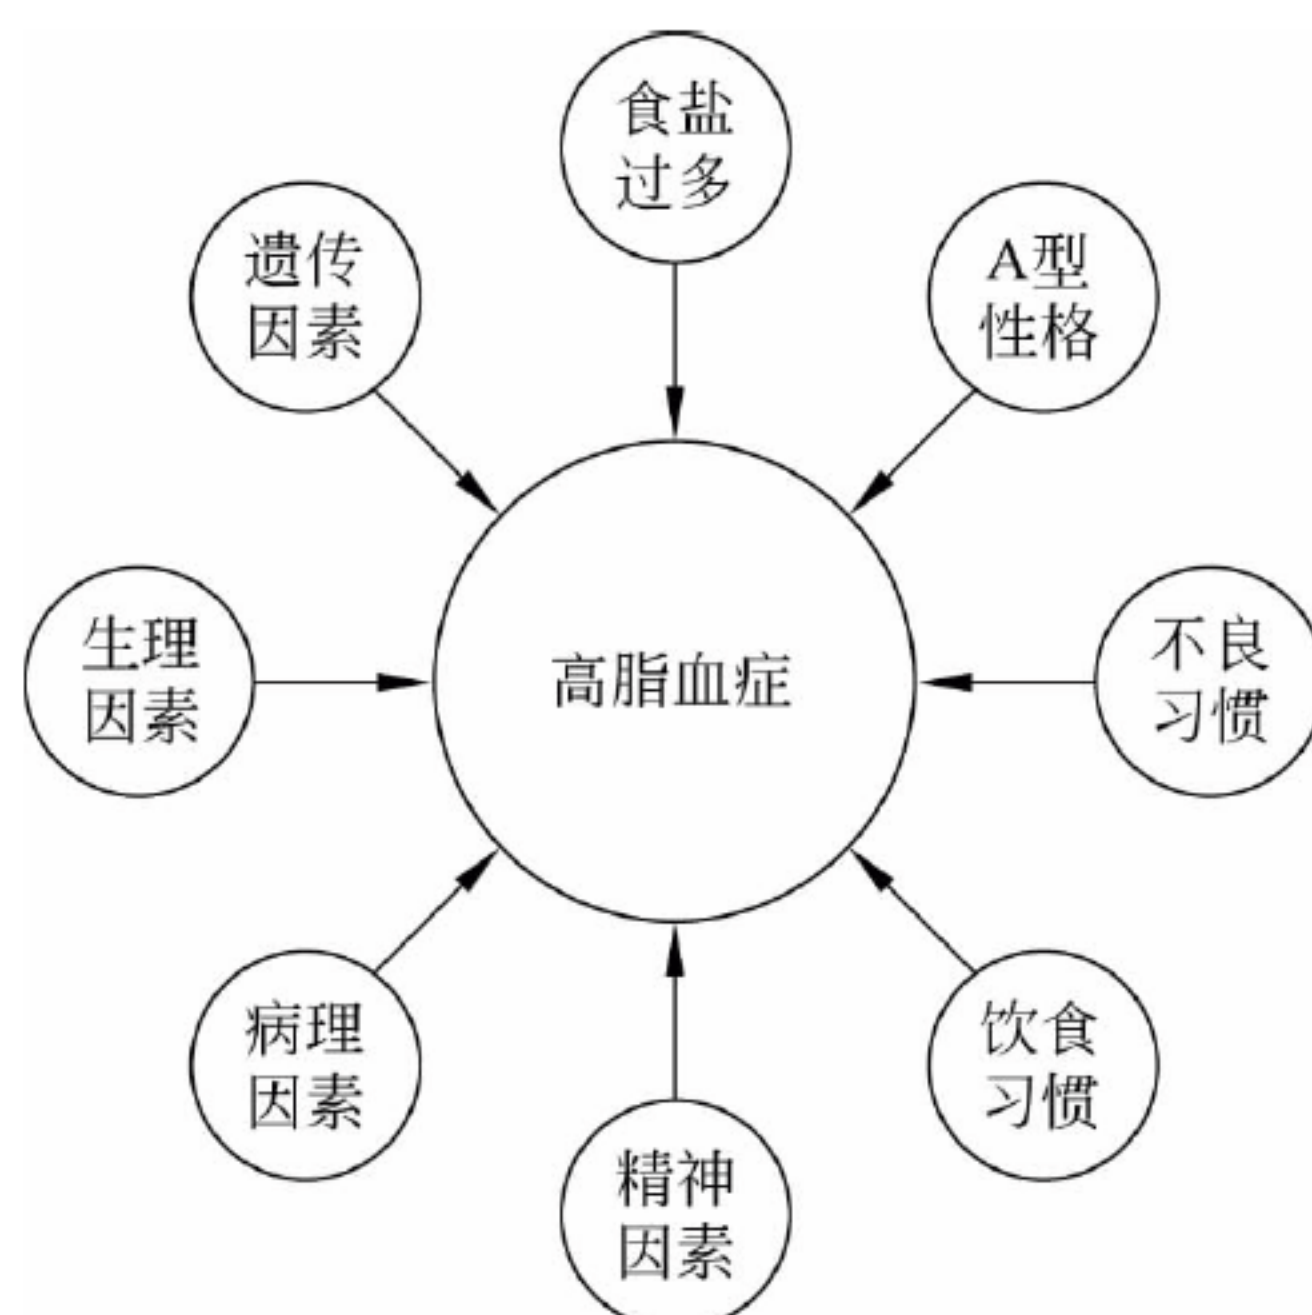 食盐
过多
遗传
因素
A型
性格
生理
因素
高脂血症
不良
习惯
病理
因素
饮食
习惯
精神
因素